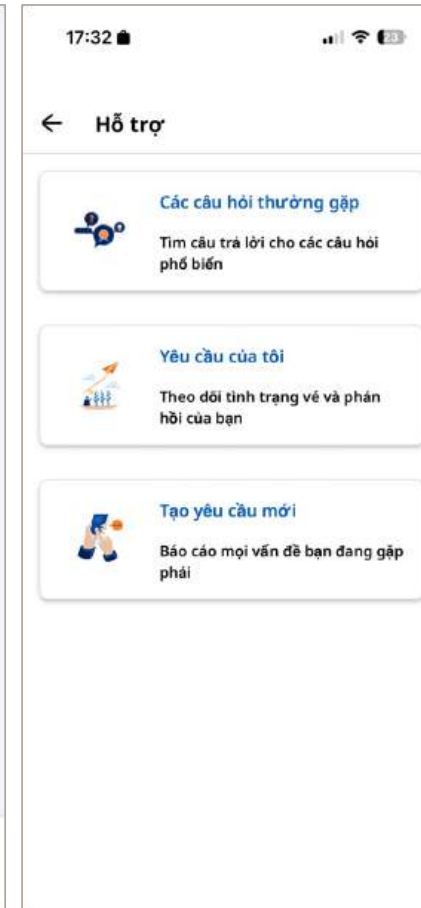 17:32
23
Hỗ trợ
Các câu hỏi thường gặp
Tìm câu trả lời cho các câu hỏi
phổ biến
Yêu cầu của tôi
Theo dõi tình trạng vé và phản
hồi của bạn
Tạo yêu cầu mới
Báo cáo mọi vấn đề bạn đang gặp
phải